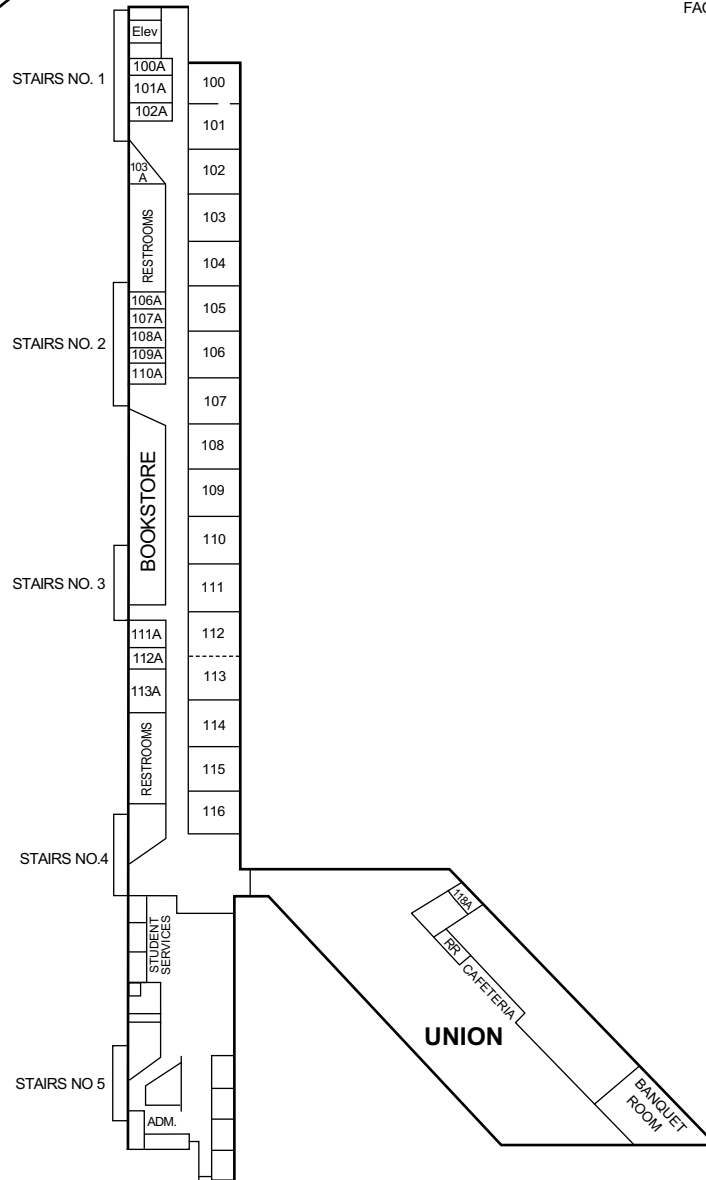 FAC
Elev
STAIRS NO. 1
100A
101A
102A
100
101
103
A
102
103
RESTROOMS
104
106A
107A
108A
109A
110A
STAIRS NO. 2
105
106
107
108
BOOKSTORE
109
110
STAIRS NO. 3
111
111A
112A
113A
112
113
RESTROOMS
114
115
116
STAIRS NO.4
STUDENT
SERVICES
118A
RR
CAFETERIA
UNION
BANQUET
ROOM
STAIRS NO 5
ADM.